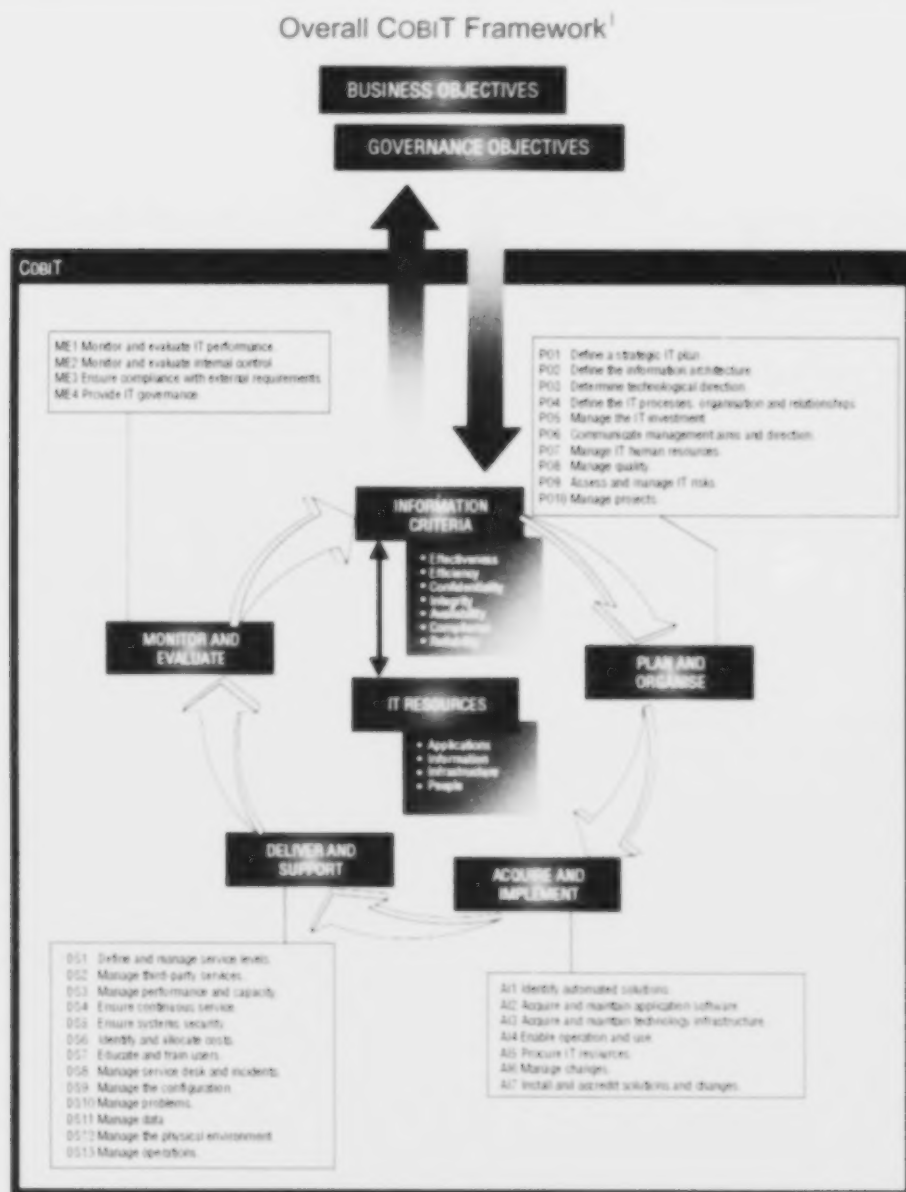 Overall COBIT Framework¹
BUSINESS OBJECTIVES
GOVERNANCE OBJECTIVES
COBIT
ME1 Monitor and evaluate IT performance.
ME2 Monitor and evaluate internal control.
ME3 Ensure compliance with external requirements.
ME4 Provide IT governance.
PO1 Define a strategic IT plan.
PO2 Define the information architecture.
PO3 Determine technological direction.
PO4 Define the IT processes, organisation and relationships.
PO5 Manage the IT investment.
PO6 Communicate management aims and direction.
PO7 Manage IT human resources.
PO8 Manage quality.
PO9 Assess and manage IT risks.
PO10 Manage projects.
INFORMATION
CRITERIA
• Effectiveness
• Efficiency
• Confidentiality
• Integrity
• Availability
• Compliance
• Reliability
MONITOR AND
EVALUATE
PLAN AND
ORGANISE
IT RESOURCES
• Applications
• Information
• Infrastructure
• People
DELIVER AND
SUPPORT
ACQUIRE AND
IMPLEMENT
DS1 Define and manage service levels.
DS2 Manage third-party services.
DS3 Manage performance and capacity.
DS4 Ensure continuous service.
DS5 Ensure systems security.
DS6 Identify and allocate costs.
DS7 Educate and train users.
DS8 Manage service desk and incidents.
DS9 Manage the configuration.
DS10 Manage problems.
DS11 Manage data.
DS12 Manage the physical environment.
DS13 Manage operations.
AI1 Identify automated solutions.
AI2 Acquire and maintain application software.
AI3 Acquire and maintain technology infrastructure.
AI4 Enable operation and use.
AI5 Procure IT resources.
AI6 Manage changes.
AI7 Install and accredit solutions and changes.